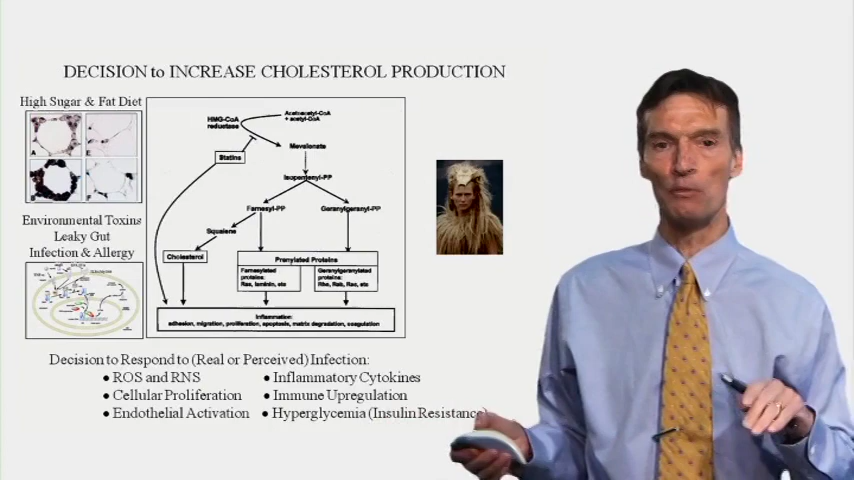 DECISION to INCREASE CHOLESTEROL PRODUCTION
High Sugar & Fat Diet
Environmental Toxins
Leaky Gut
Infection & Allergy
HMG-CoA
reductase
Acetoacetyl-CoA
+ acetyl-CoA
Statins
Mevalonate
Isopentenyl-PP
Farnesyl-PP
Geranylgeranyl-PP
Squalene
Cholesterol
Prenylated Proteins
Farnesylated
proteins:
Ras, laminin, etc
Geranylgeranylated
proteins:
Rho, Rab, Rac, etc
Inflammation:
adhesion, migration, proliferation, apoptosis, matrix degradation, coagulation
Decision to Respond to (Real or Perceived) Infection:
• ROS and RNS
• Cellular Proliferation
• Endothelial Activation
• Inflammatory Cytokines
• Immune Upregulation
• Hyperglycemia (Insulin Resistance)